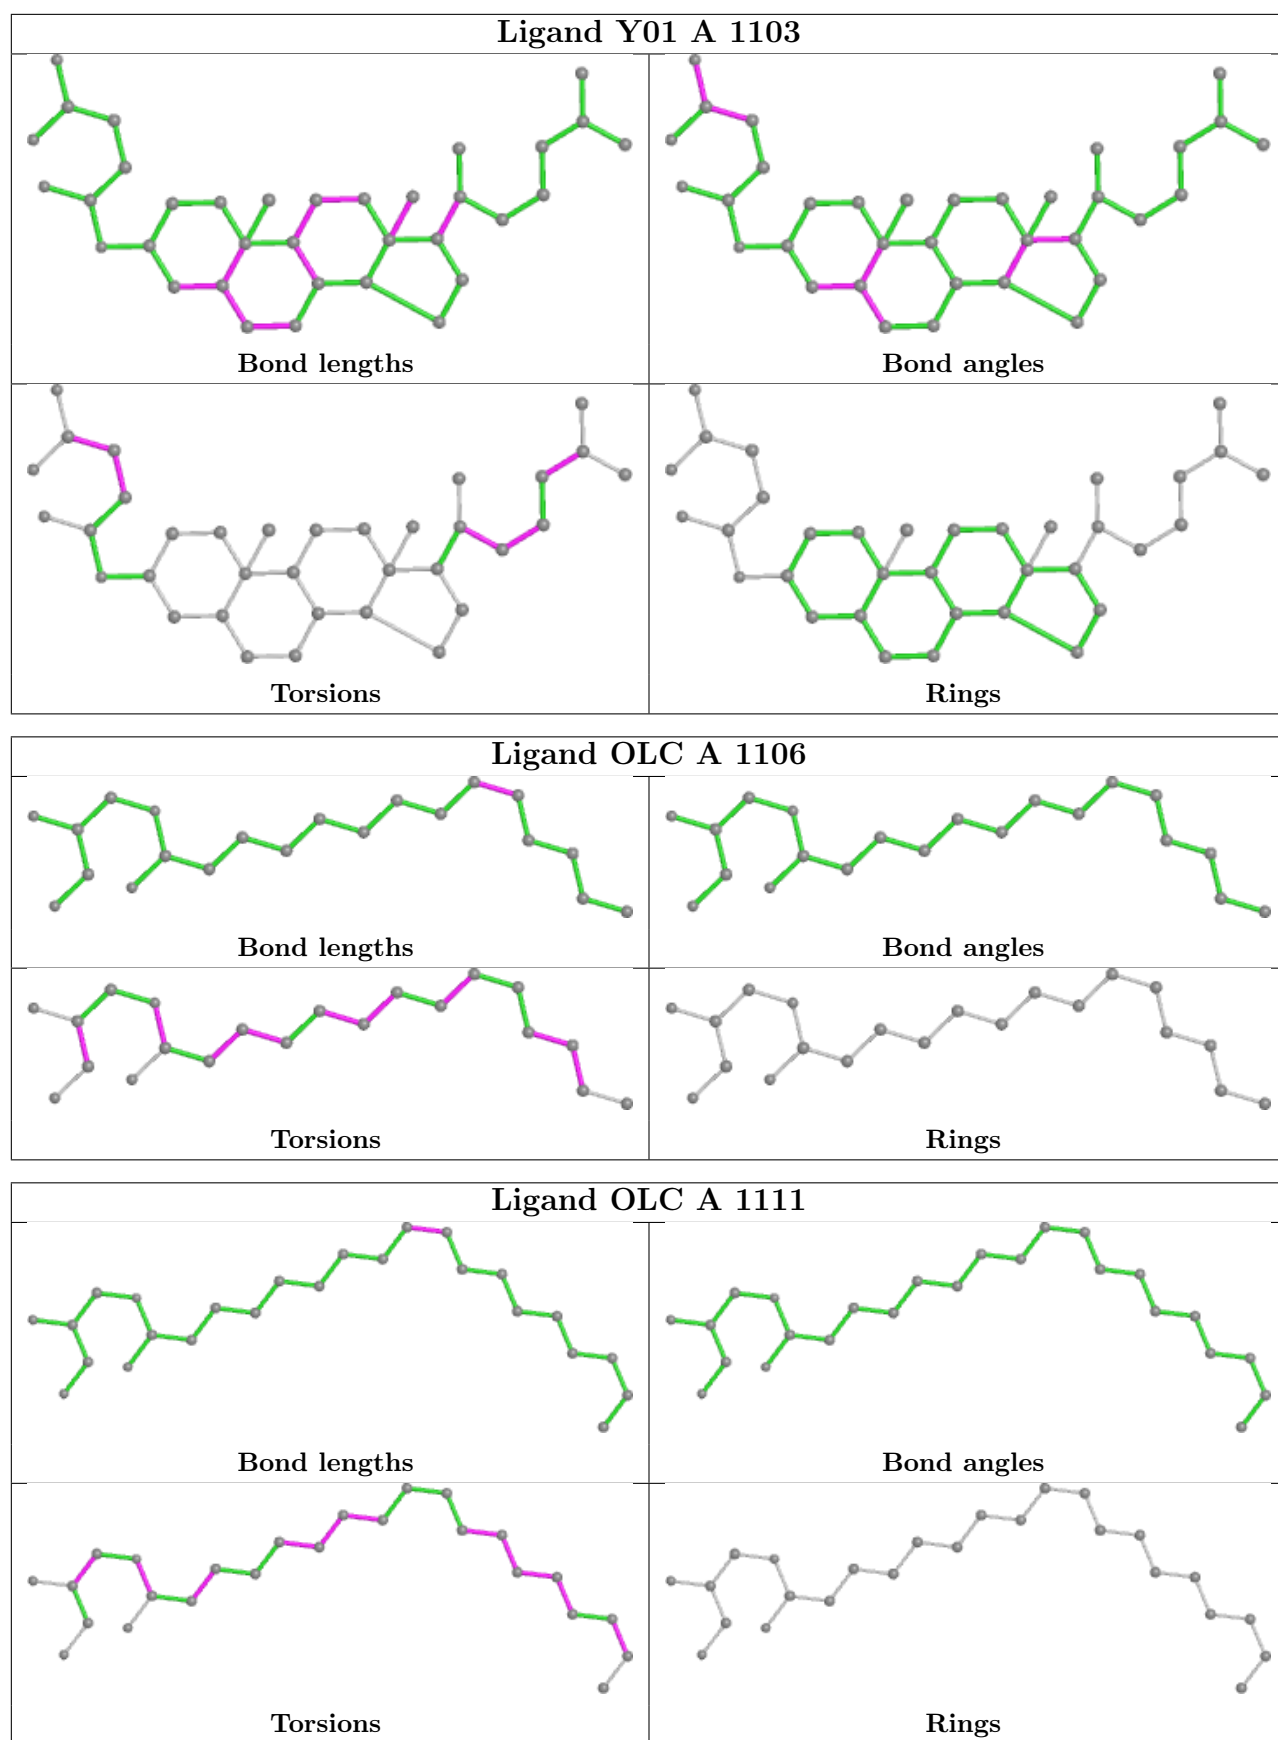 Ligand Y01 A 1103
Bond lengths
Bond angles
Torsions
Rings
Ligand OLC A 1106
Bond lengths
Bond angles
Torsions
Rings
Ligand OLC A 1111
Bond lengths
Bond angles
Torsions
Rings